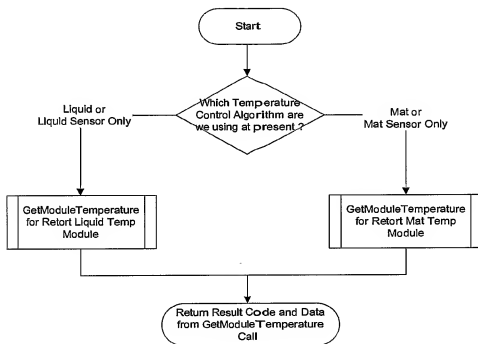 Start
Which Temperature
Control Algorithm are
we using at present ?
Liquid or
Liquid Sensor Only
Mat or
Mat Sensor Only
GetModuleTemperature
for Retort Liquid Temp
Module
GetModuleTemperature
for Retort Mat Temp
Module
Return Result Code and Data
from GetModuleTemperature
Call